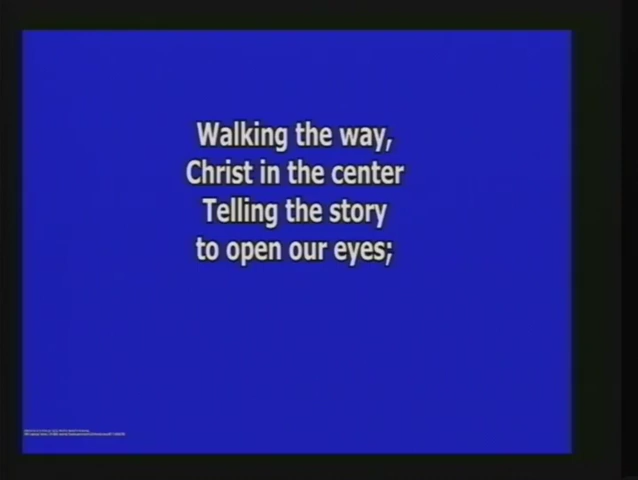 Walking the way,
Christ in the center
Telling the story
to open our eyes;